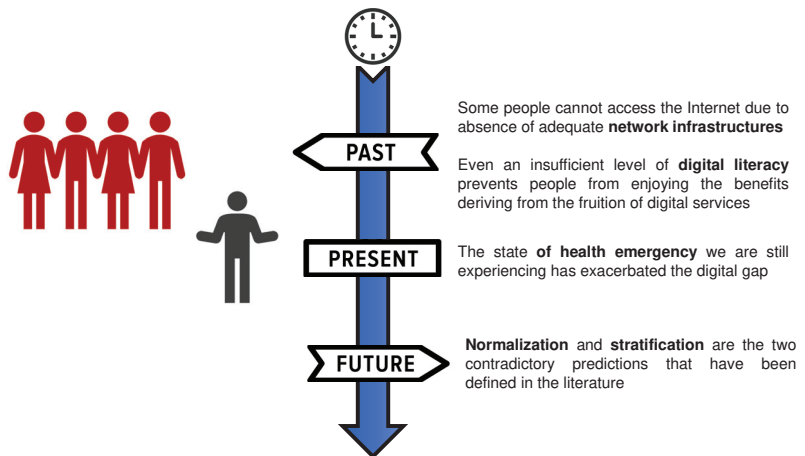 PAST
Some people cannot access the Internet due to
absence of adequate network infrastructures
Even an insufficient level of digital literacy
prevents people from enjoying the benefits
deriving from the fruition of digital services
PRESENT
The state of health emergency we are still
experiencing has exacerbated the digital gap
FUTURE
Normalization and stratification are the two
contradictory predictions that have been
defined in the literature